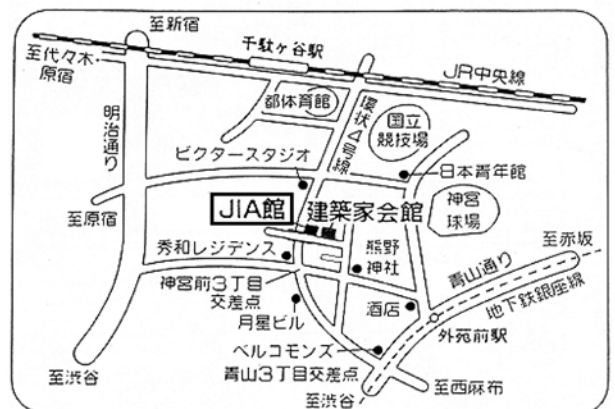 至新宿
千駄ヶ谷駅
至代々木・
原宿
JR中央線
都体育館
環状4号線
国立
競技場
明治通り
ビクタースタジオ
日本青年館
JIA館
建築家会館
神宮
球場
至原宿
秀和レジデンス
熊野
神社
至赤坂
青山通り
地下鉄銀座線
神宮前3丁目
交差点
酒店
月星ビル
外苑前駅
ベルコモンズ
青山3丁目交差点
至渋谷
至渋谷
至西麻布